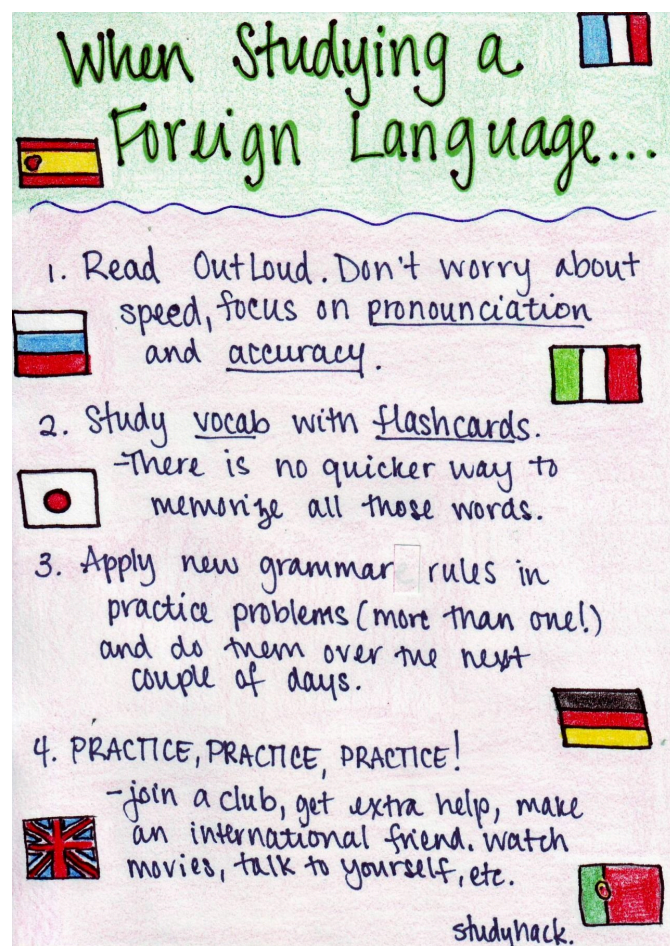 When Studying a
Foreign Language...
1. Read Out Loud. Don't worry about
speed, focus on pronounciation
and accuracy.
2. Study vocab with flashcards.
-There is no quicker way to
memorize all those words.
3. Apply new grammar rules in
practice problems (more than one!)
and do them over the next
couple of days.
4. PRACTICE, PRACTICE, PRACTICE!
-join a club, get extra help, make
an international friend. watch
movies, talk to yourself, etc.
studyhack.